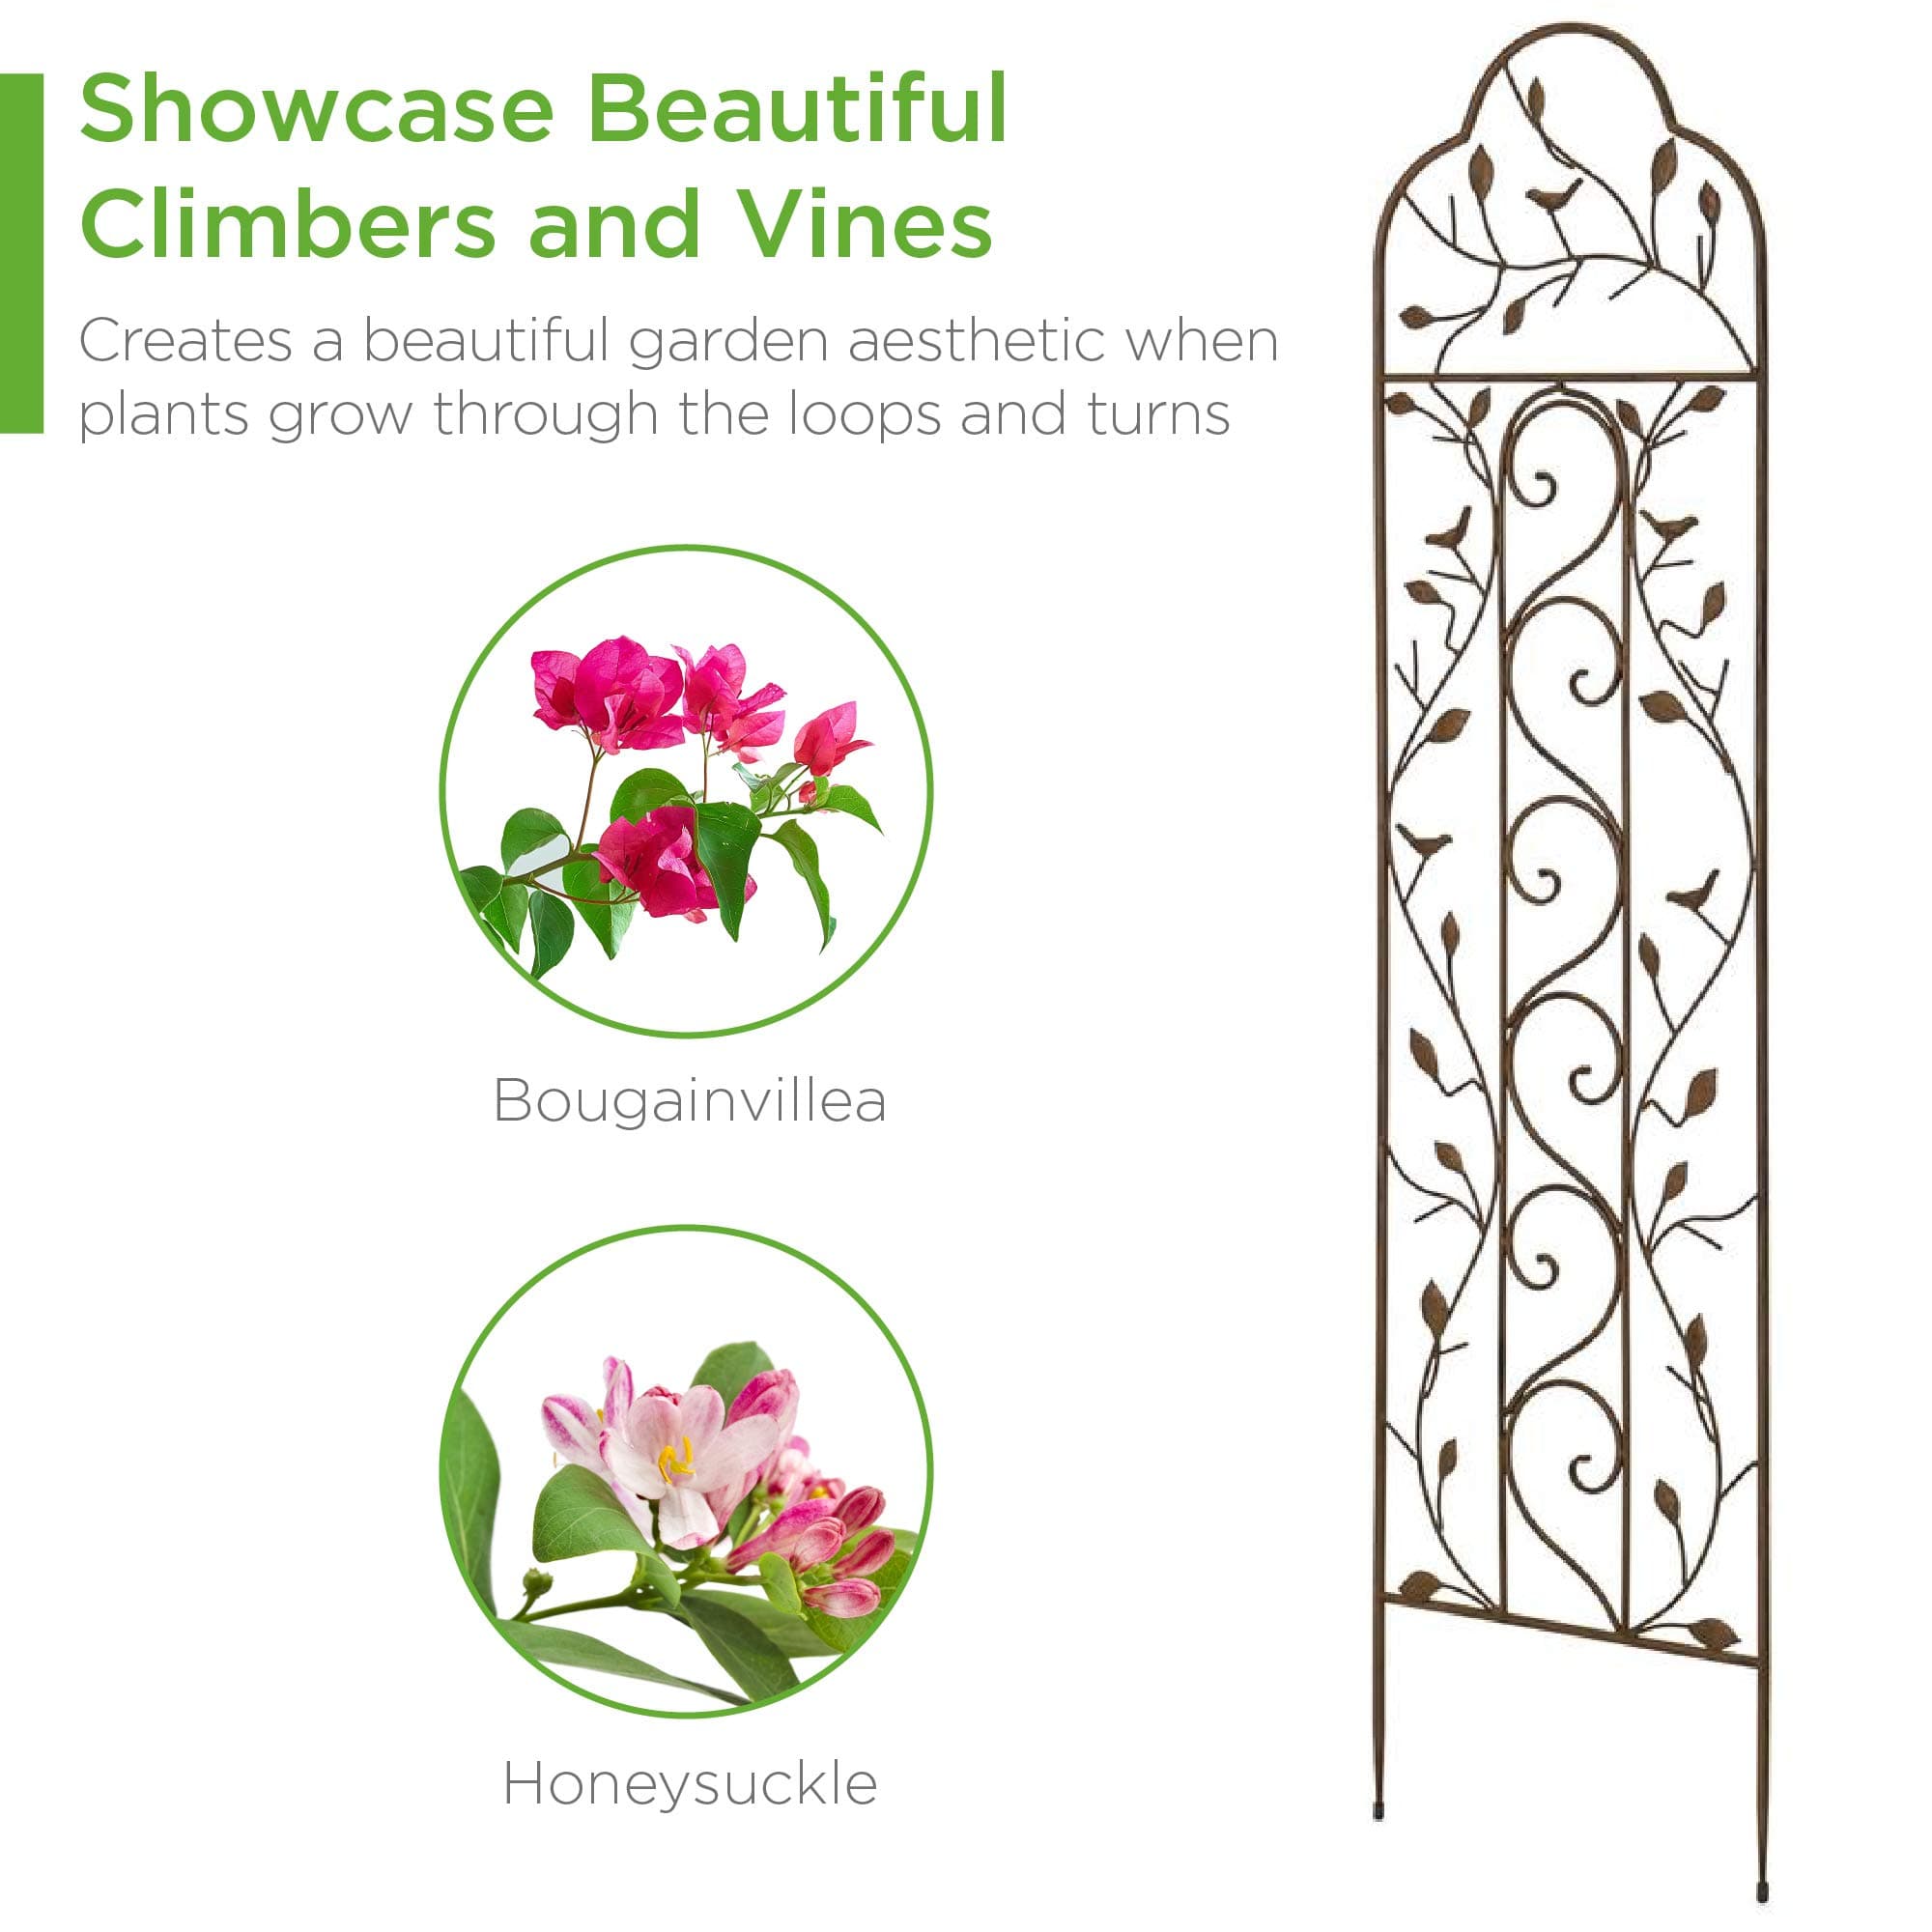 Showcase Beautiful
Climbers and Vines
Creates a beautiful garden aesthetic when
plants grow through the loops and turns
Bougainvillea
Honeysuckle